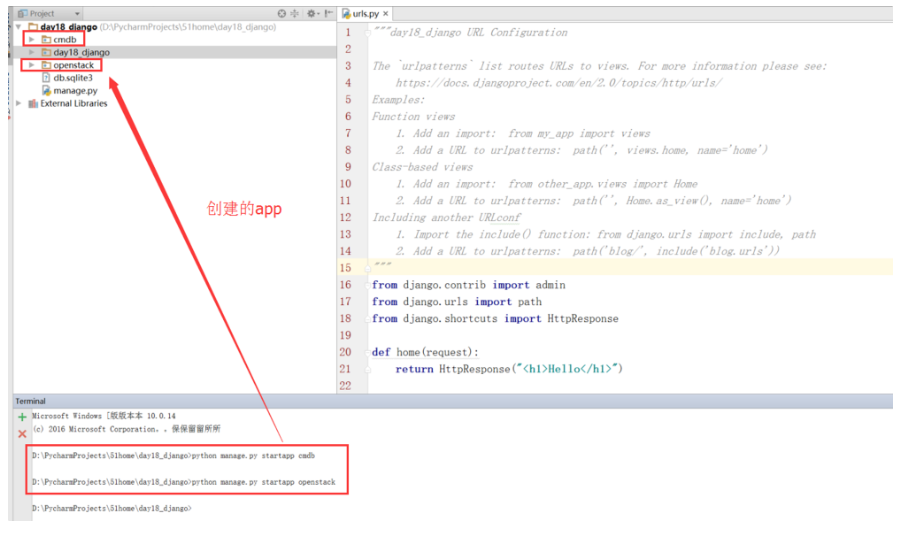 Project
urls.py ×
day18_django (D:\PycharmProjects\51home\day18_django)
cmdb
day18_django
openstack
db.sqlite3
manage.py
External Libraries
1 """day18_django URL Configuration
2
3 The `urlpatterns` list routes URLs to views. For more information please see:
4 https://docs.djangoproject.com/en/2.0/topics/http/urls/
5 Examples:
6 Function views
7 1. Add an import:  from my_app import views
8 2. Add a URL to urlpatterns:  path('', views.home, name='home')
9 Class-based views
10 1. Add an import:  from other_app.views import Home
11 2. Add a URL to urlpatterns:  path('', Home.as_view(), name='home')
12 Including another URLconf
13 1. Import the include() function: from django.urls import include, path
14 2. Add a URL to urlpatterns:  path('blog/', include('blog.urls'))
15 """
16 from django.contrib import admin
17 from django.urls import path
18 from django.shortcuts import HttpResponse
19
20 def home(request):
21 return HttpResponse("<h1>Hello</h1>")
22
创建的app
Terminal
Microsoft Windows [版版本本 10.0.14
(c) 2016 Microsoft Corporation。。保保留留所所
D:\PycharmProjects\51home\day18_django>python manage.py startapp cmdb
D:\PycharmProjects\51home\day18_django>python manage.py startapp openstack
D:\PycharmProjects\51home\day18_django>